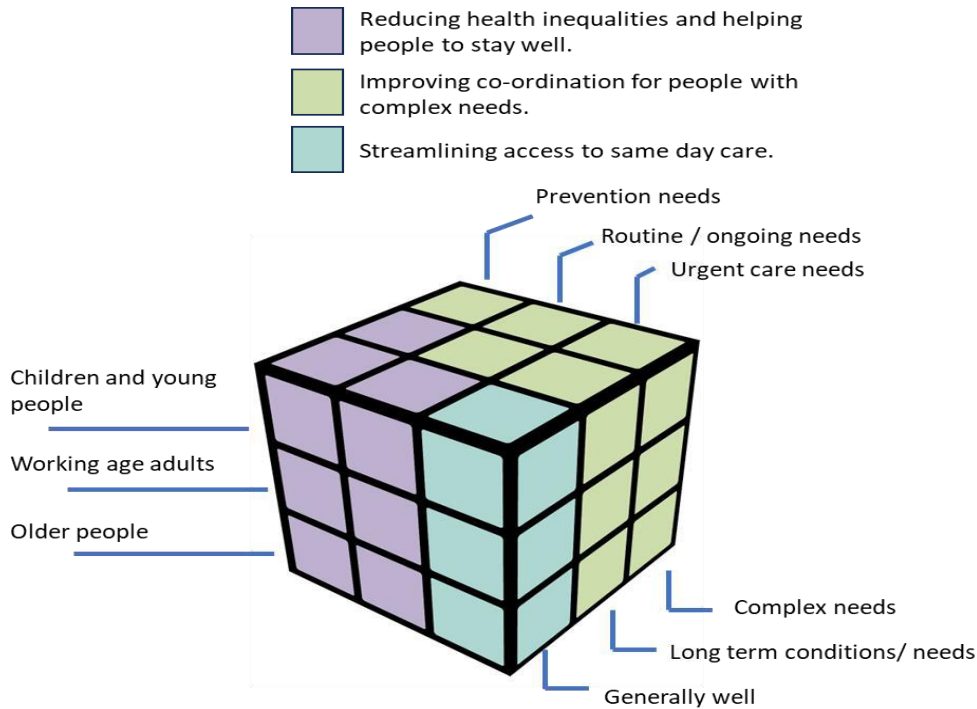 Reducing health inequalities and helping
people to stay well.
Improving co-ordination for people with
complex needs.
Streamlining access to same day care.
Prevention needs
Routine / ongoing needs
Urgent care needs
Children and young
people
Working age adults
Older people
Complex needs
Long term conditions/ needs
Generally well